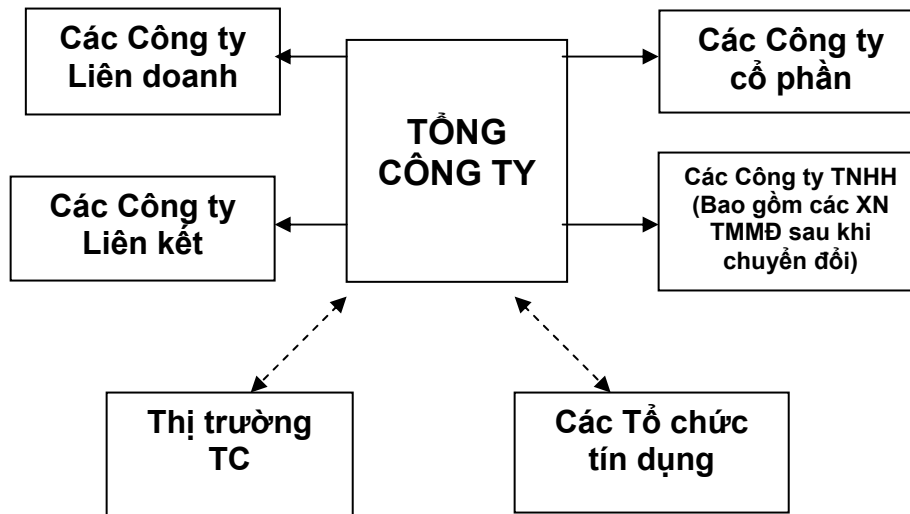 Các Công ty
Liên doanh
TỔNG
CÔNG TY
Các Công ty
cổ phần
Các Công ty
Liên kết
Các Công ty TNHH
(Bao gồm các XN
TMMĐ sau khi
chuyển đổi)
Thị trường
TC
Các Tổ chức
tín dụng